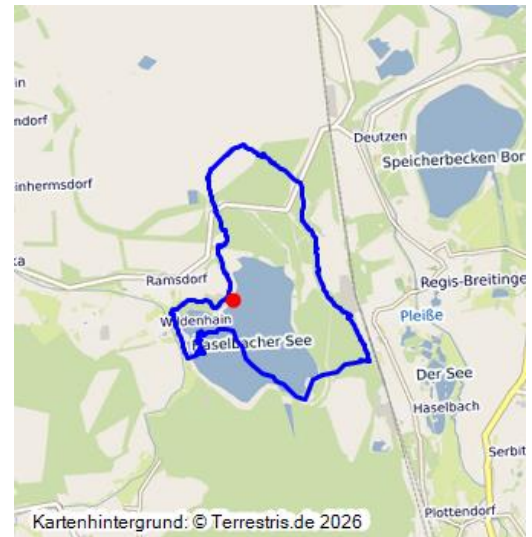 in
ndorf
Deutzen
Speicherbecken Bor
inhermsdorf
ka
Ramsdorf
Regis-Breitinge
Wildenhain
Pleiße
Haselbacher See
Der See
Haselbach
Serbit
Plottendorf
Kartenhintergrund: © Terrestris.de 2026